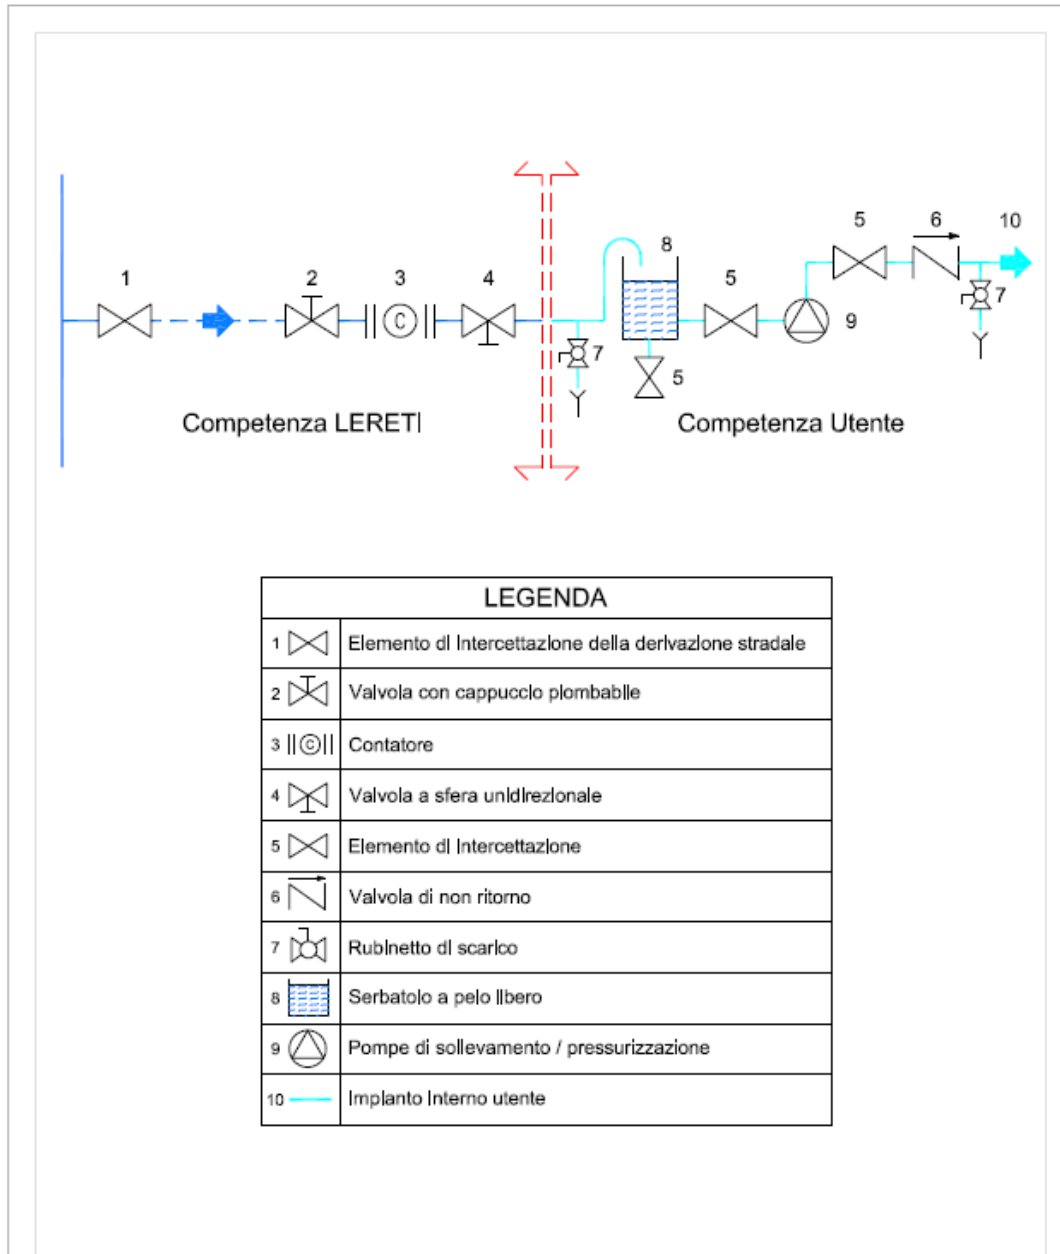 5 6 10
8
1 2 3 4 5 7
C 9
7 5
Competenza LERETI Competenza Utente
LEGENDA
1 Elemento di Intercettazione della derivazione stradale
2 Valvola con cappuccio piombabile
3 C Contatore
4 Valvola a sfera unidirezionale
5 Elemento di Intercettazione
6 Valvola di non ritorno
7 Rubinetto di scarico
8 Serbatoio a pelo libero
9 Pompe di sollevamento / pressurizzazione
10 Impianto Interno utente